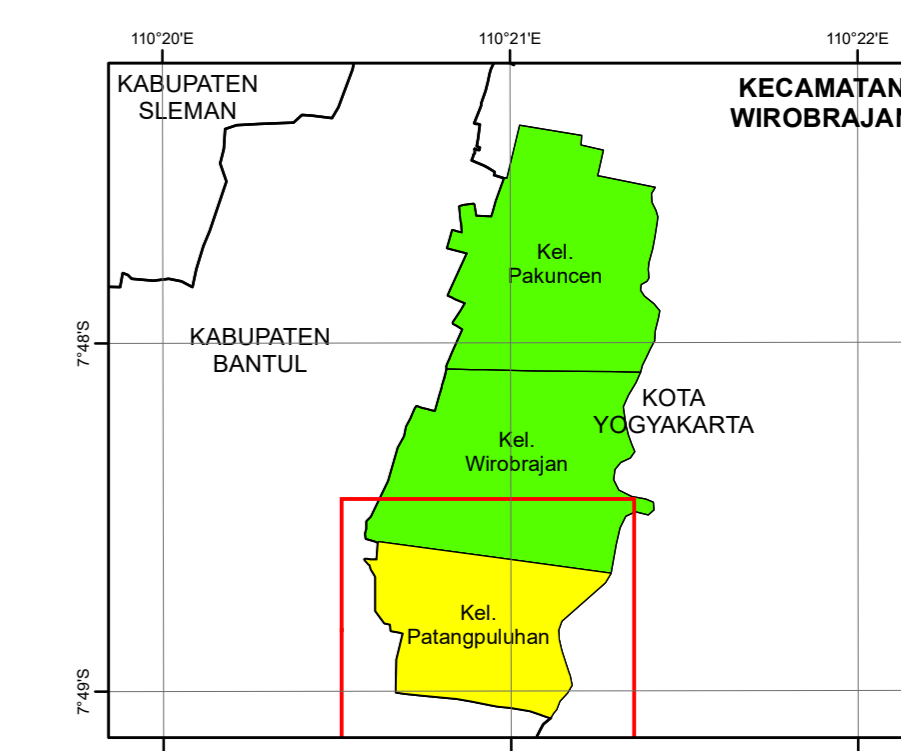 110°20'E
110°21'E
110°22'E
KABUPATEN
SLEMAN
KECAMATAN
WIROBRAJAN
Kel.
Pakuncen
7°48'S
KABUPATEN
BANTUL
KOTA
YOGYAKARTA
Kel.
Wirobrajan
Kel.
Patangpuluhan
7°49'S